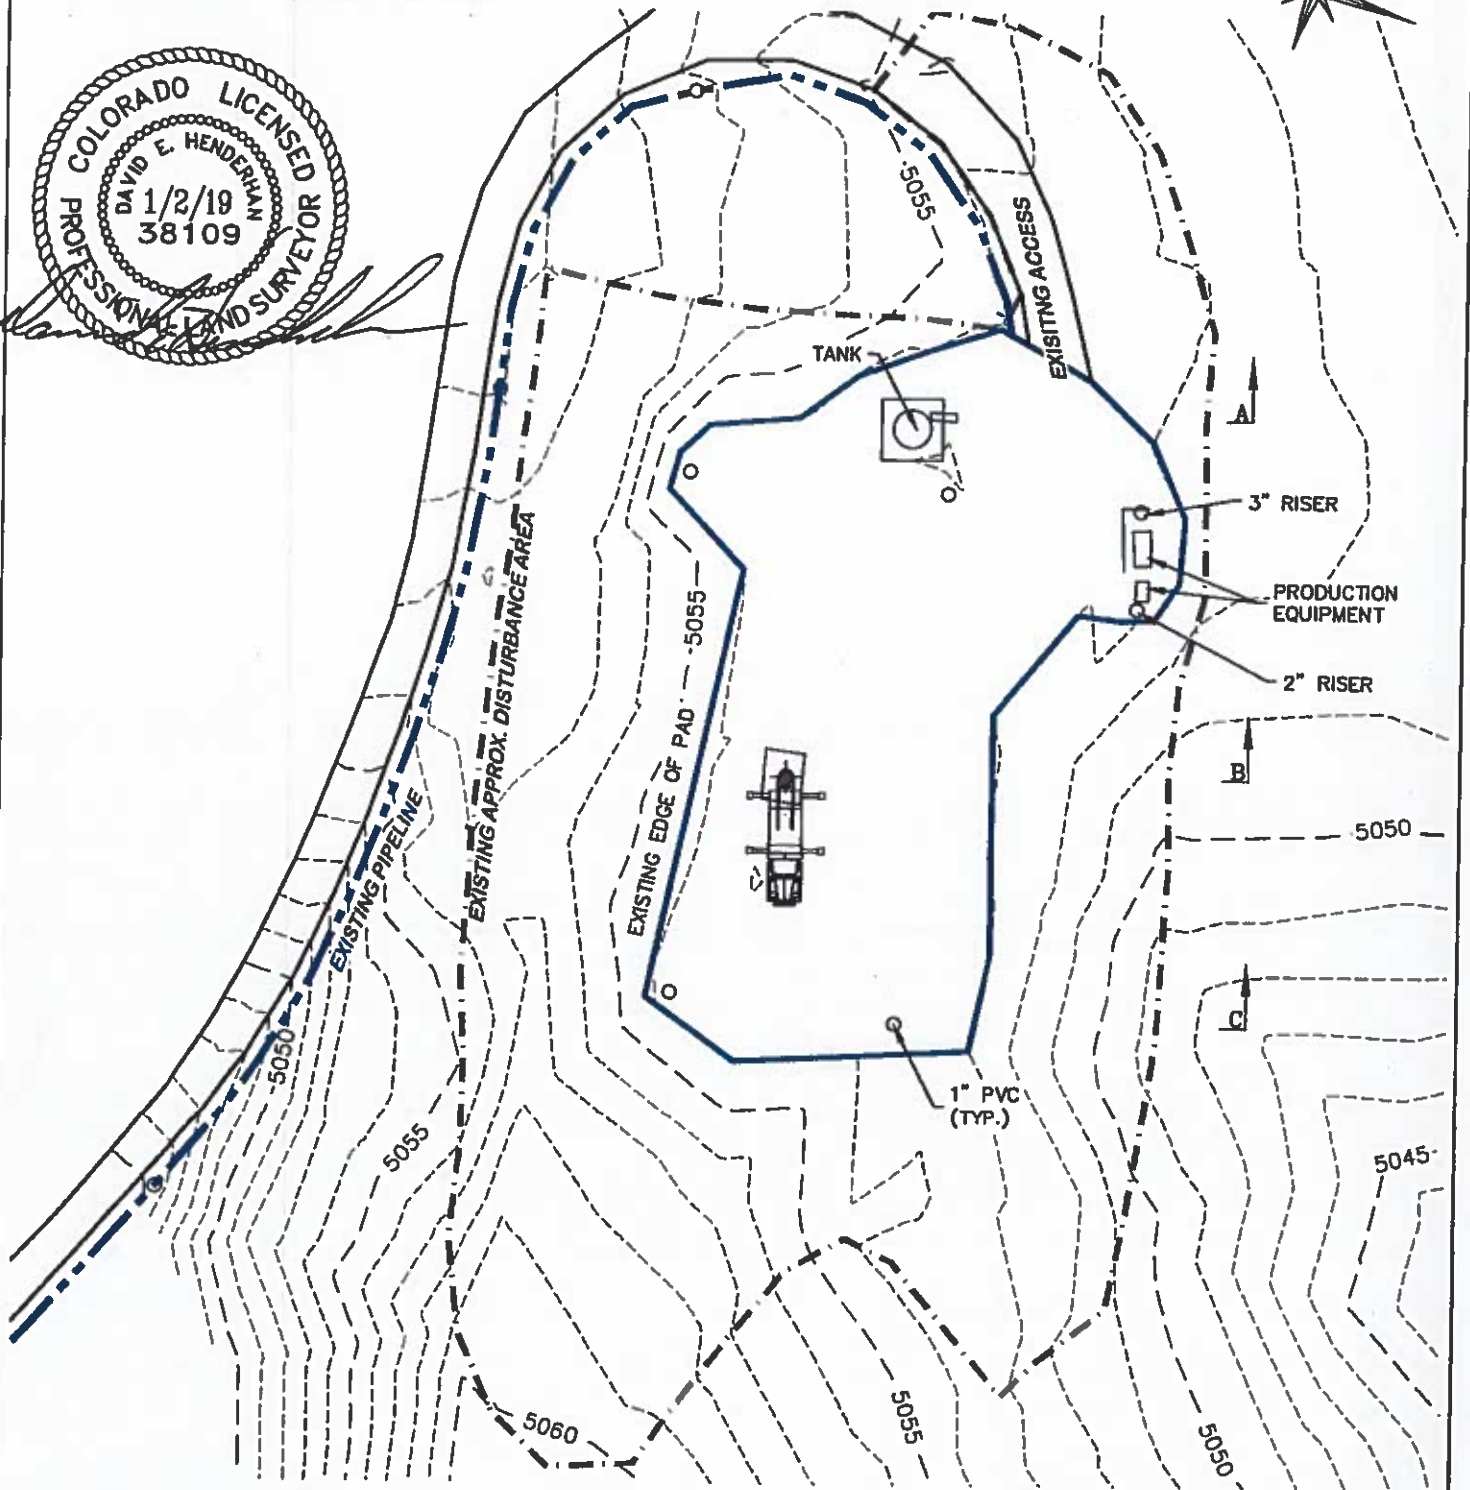 COLORADO LICENSED
PROFESSIONAL LAND SURVEYOR
DAVID E. HENDERHAN
1/2/19
38109
5055
EXISITNG ACCESS
TANK
A
3" RISER
EXISTING APPROX. DISTURBANCE AREA
5055
PRODUCTION
EQUIPMENT
2" RISER
EXISTING EDGE OF PAD
B
EXISTING PIPELINE
5050
C
5050
1" PVC
(TYP.)
5055
5045
5060
5055
5050